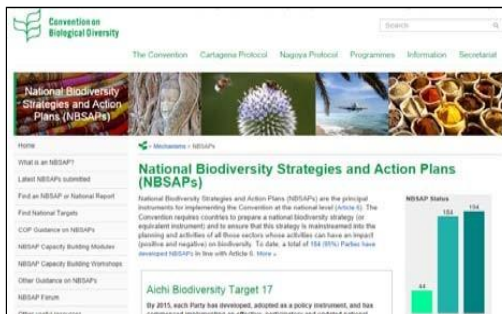 Convention on
Biological Diversity
Search
The Convention Cartagena Protocol Nagoya Protocol Programmes Information Secretariat
National Biodiversity
Strategies and Action
Plans (NBSAPs)
Home
What is an NBSAP?
Latest NBSAPs submitted
Find an NBSAP or National Report
Find National Targets
COP Guidance on NBSAPs
NBSAP Capacity Building Modules
NBSAP Capacity Building Workshops
Other Guidance on NBSAPs
NBSAP Forum
» Mechanisms » NBSAPs
National Biodiversity Strategies and Action Plans
(NBSAPs)
National Biodiversity Strategies and Action Plans (NBSAPs) are the principal
instruments for implementing the Convention at the national level (Article 6). The
Convention requires countries to prepare a national biodiversity strategy (or
equivalent instrument) and to ensure that this strategy is mainstreamed into the
planning and activities of all those sectors whose activities can have an impact
(positive and negative) on biodiversity. To date, a total of 184 (95%) Parties have
developed NBSAPs in line with Article 6. More »
Aichi Biodiversity Target 17
By 2015, each Party has developed, adopted as a policy instrument, and has
NBSAP Status
44
184
194